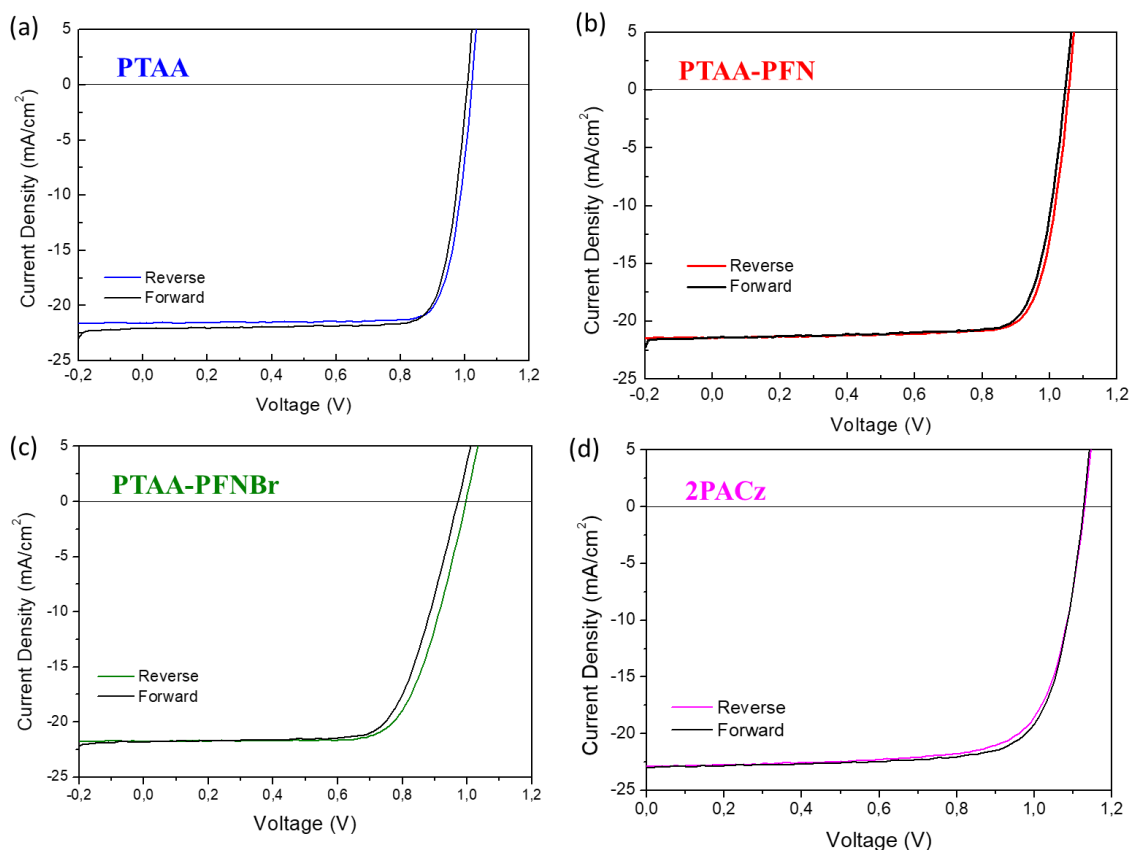 (a)
PTAA
5
0
-5
-10
-15
-20
-25
Current Density (mA/cm²)
Reverse
Forward
-0,2 0,0 0,2 0,4 0,6 0,8 1,0 1,2
Voltage (V)
(b)
PTAA-PFN
5
0
-5
-10
-15
-20
-25
Current Density (mA/cm²)
Reverse
Forward
-0,2 0,0 0,2 0,4 0,6 0,8 1,0 1,2
Voltage (V)
(c)
PTAA-PFNBr
5
0
-5
-10
-15
-20
-25
Current Density (mA/cm²)
Reverse
Forward
-0,2 0,0 0,2 0,4 0,6 0,8 1,0 1,2
Voltage (V)
(d)
2PACz
5
0
-5
-10
-15
-20
-25
Current Density (mA/cm²)
Reverse
Forward
0,0 0,2 0,4 0,6 0,8 1,0
Voltage (V)